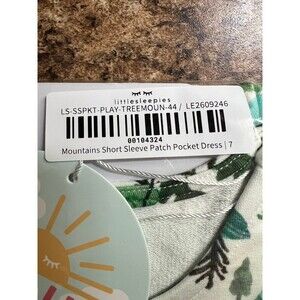 littlesleepies
LS-SSPKT-PLAY-TREEMOUN-44 / LE2609246
00104324
Mountains Short Sleeve Patch Pocket Dress | 7